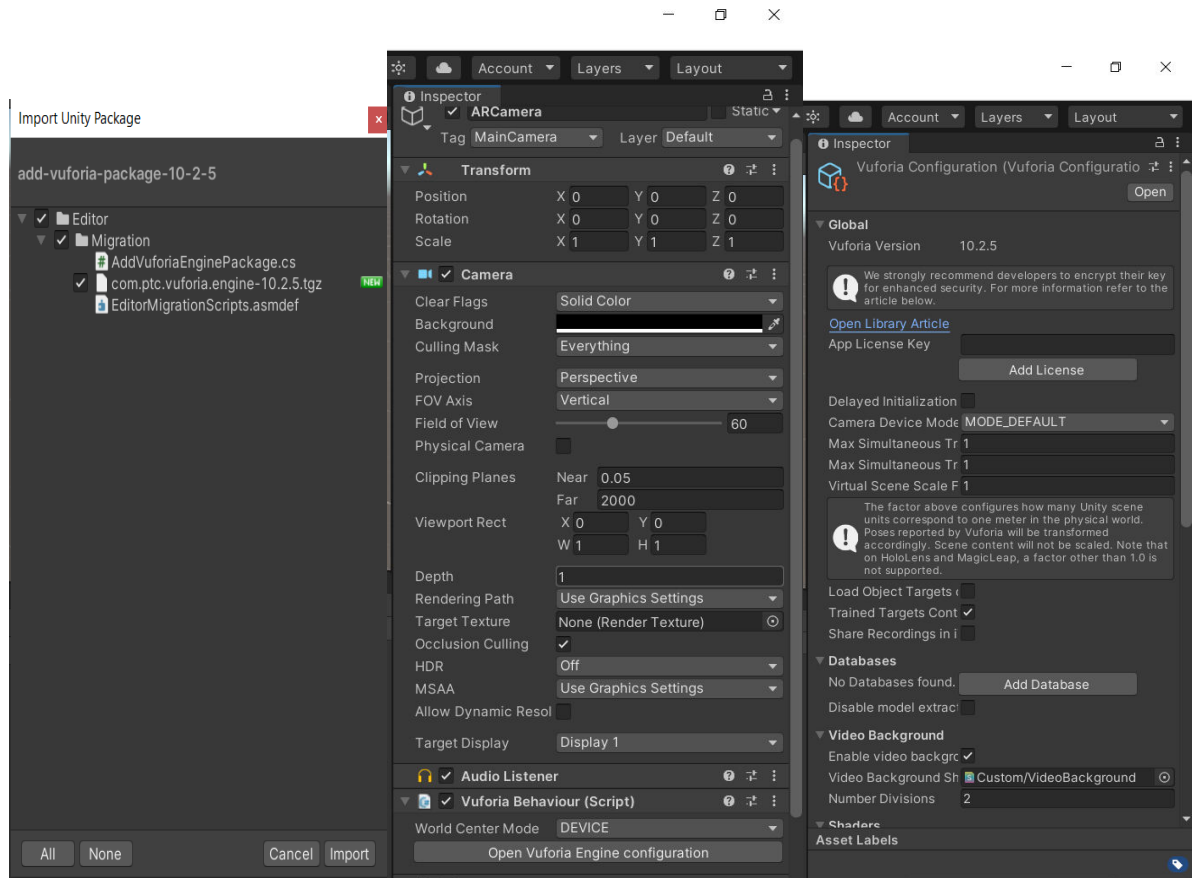 Import Unity Package
x
add-vuforia-package-10-2-5
Editor
Migration
AddVuforiaEnginePackage.cs
com.ptc.vuforia.engine-10.2.5.tgz NEW
EditorMigrationScripts.asmdef
All None Cancel Import
Account Layers Layout
Inspector
ARCamera Static
Tag MainCamera Layer Default
Transform
Position X 0 Y 0 Z 0
Rotation X 0 Y 0 Z 0
Scale X 1 Y 1 Z 1
Camera
Clear Flags Solid Color
Background
Culling Mask Everything
Projection Perspective
FOV Axis Vertical
Field of View 60
Physical Camera
Clipping Planes Near 0.05
Far 2000
Viewport Rect X 0 Y 0
W 1 H 1
Depth 1
Rendering Path Use Graphics Settings
Target Texture None (Render Texture)
Occlusion Culling
HDR Off
MSAA Use Graphics Settings
Allow Dynamic Resol
Target Display Display 1
Audio Listener
Vuforia Behaviour (Script)
World Center Mode DEVICE
Open Vuforia Engine configuration
Account Layers Layout
Inspector
Vuforia Configuration (Vuforia Configuratio
Open
Global
Vuforia Version 10.2.5
We strongly recommend developers to encrypt their key
for enhanced security. For more information refer to the
article below.
Open Library Article
App License Key
Add License
Delayed Initialization
Camera Device Mode MODE_DEFAULT
Max Simultaneous Tr 1
Max Simultaneous Tr 1
Virtual Scene Scale F 1
The factor above configures how many Unity scene
units correspond to one meter in the physical world.
Poses reported by Vuforia will be transformed
accordingly. Scene content will not be scaled. Note that
on HoloLens and MagicLeap, a factor other than 1.0 is
not supported.
Load Object Targets
Trained Targets Cont
Share Recordings in i
Databases
No Databases found. Add Database
Disable model extrac
Video Background
Enable video backgrc
Video Background Sh Custom/VideoBackground
Number Divisions 2
Shaders
Asset Labels